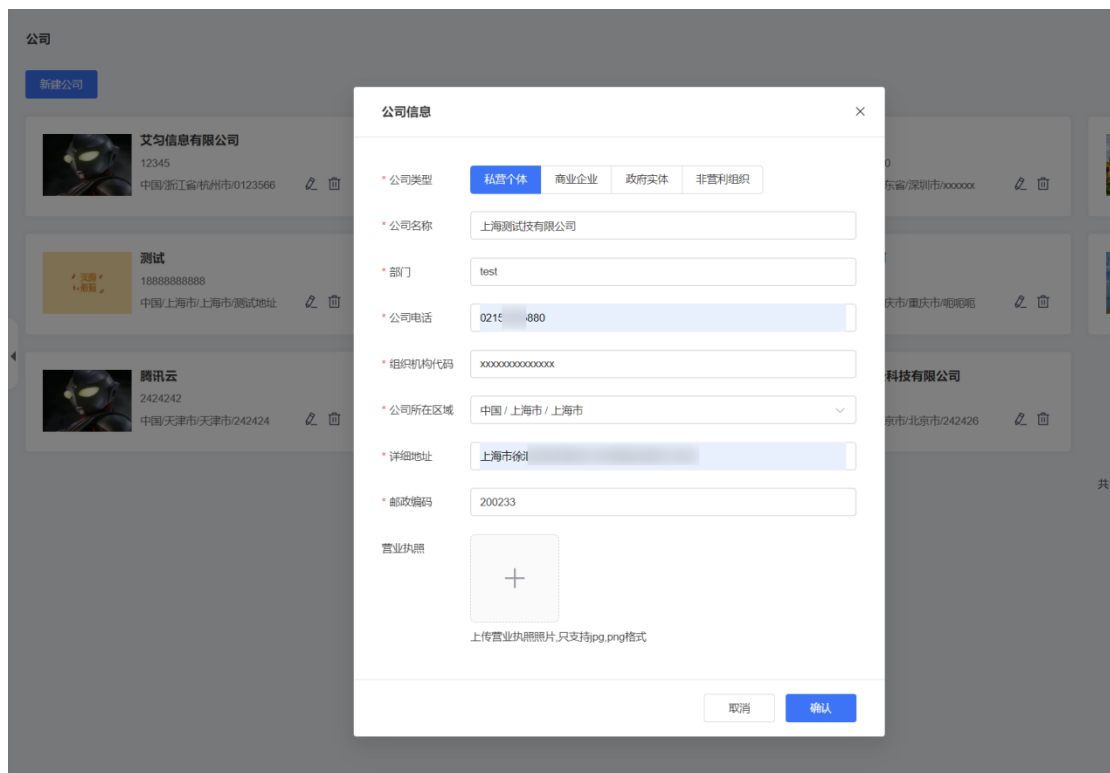 公司
新建公司
艾匀信息有限公司
12345
中国/浙江省/杭州市/0123566
测试
18888888888
中国/上海市/上海市/测试地址
腾讯云
2424242
中国/天津市/天津市/242424
公司信息
* 公司类型 私营个体 商业企业 政府实体 非营利组织
* 公司名称 上海测试技有限公司
* 部门 test
* 公司电话 0215 880
* 组织机构代码 xxxxxxxxxxxxxx
* 公司所在区域 中国 / 上海市 / 上海市
* 详细地址 上海市徐
* 邮政编码 200233
营业执照
上传营业执照照片,只支持jpg,png格式
取消 确认
0
东省/深圳市/xxxxxx
庆市/重庆市/呃呃呃
科技有限公司
京市/北京市/242426
共